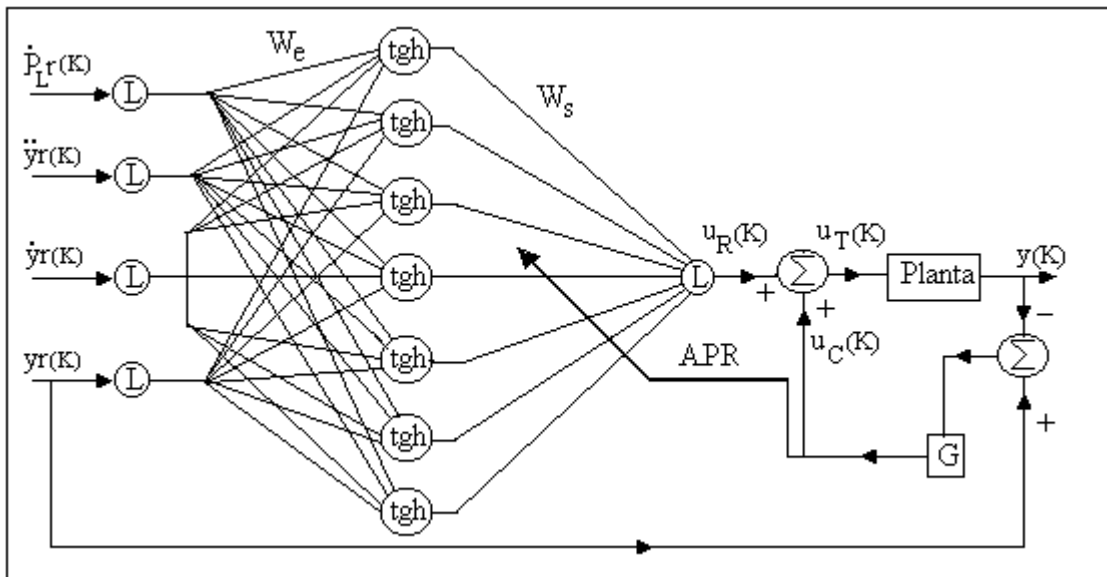 ṖLr(K)
ÿr(K)
ẏr(K)
yr(K)
L
L
L
L
We
tgh
tgh
tgh
tgh
tgh
tgh
tgh
Ws
L
uR(K)
+
Σ
+
uT(K)
Planta
y(K)
−
Σ
+
uC(K)
APR
G